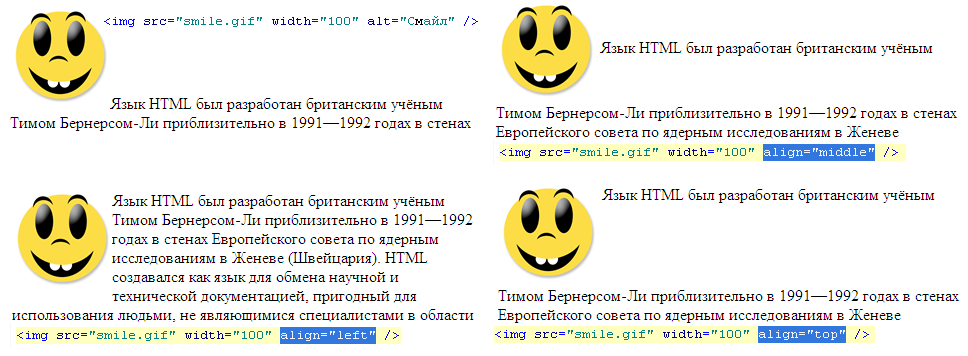 <img src="smile.gif" width="100" alt="Смайл" />
Язык HTML был разработан британским учёным
Тимом Бернерсом-Ли приблизительно в 1991—1992 годах в стенах
Язык HTML был разработан британским учёным
Тимом Бернерсом-Ли приблизительно в 1991—1992 годах в стенах
Европейского совета по ядерным исследованиям в Женеве
<img src="smile.gif" width="100" align="middle" />
Язык HTML был разработан британским учёным
Тимом Бернерсом-Ли приблизительно в 1991—1992
годах в стенах Европейского совета по ядерным
исследованиям в Женеве (Швейцария). HTML
создавался как язык для обмена научной и
технической документацией, пригодный для
использования людьми, не являющимися специалистами в области
<img src="smile.gif" width="100" align="left" />
Язык HTML был разработан британским учёным
Тимом Бернерсом-Ли приблизительно в 1991—1992 годах в стенах
Европейского совета по ядерным исследованиям в Женеве
<img src="smile.gif" width="100" align="top" />